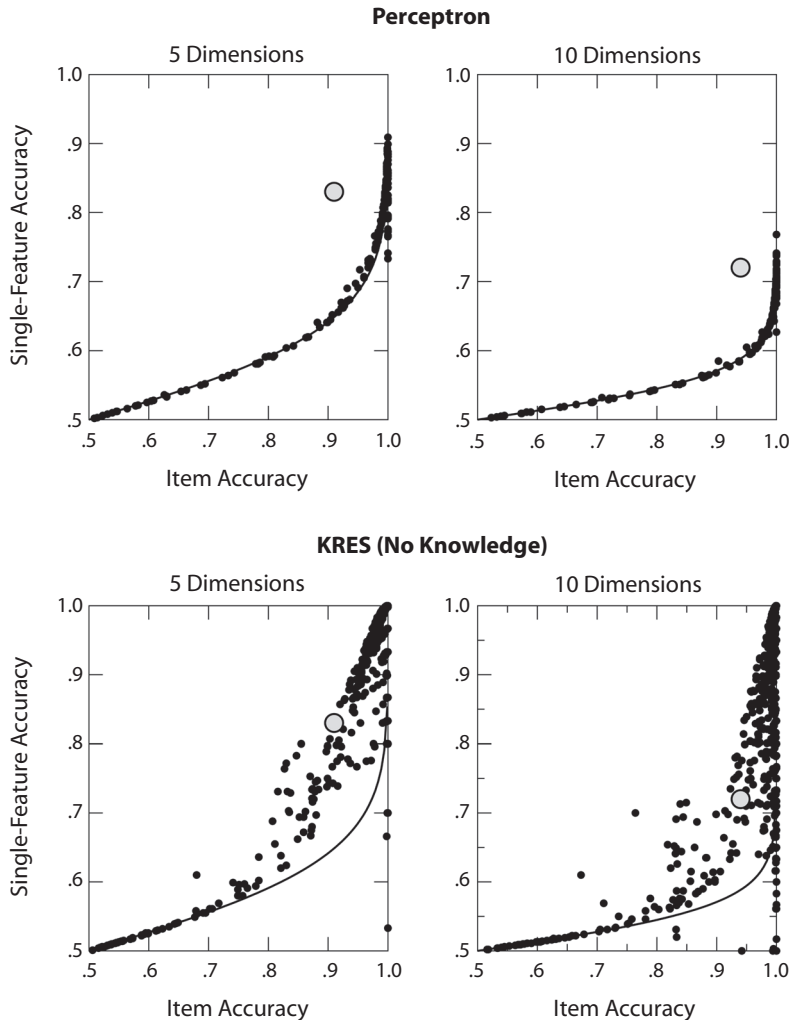 Perceptron
5 Dimensions
10 Dimensions
Single-Feature Accuracy
1.0
.9
.8
.7
.6
.5
.5 .6 .7 .8 .9 1.0
Item Accuracy
1.0
.9
.8
.7
.6
.5
.5 .6 .7 .8 .9 1.0
Item Accuracy
KRES (No Knowledge)
5 Dimensions
10 Dimensions
Single-Feature Accuracy
1.0
.9
.8
.7
.6
.5
.5 .6 .7 .8 .9 1.0
Item Accuracy
1.0
.9
.8
.7
.6
.5
.5 .6 .7 .8 .9 1.0
Item Accuracy